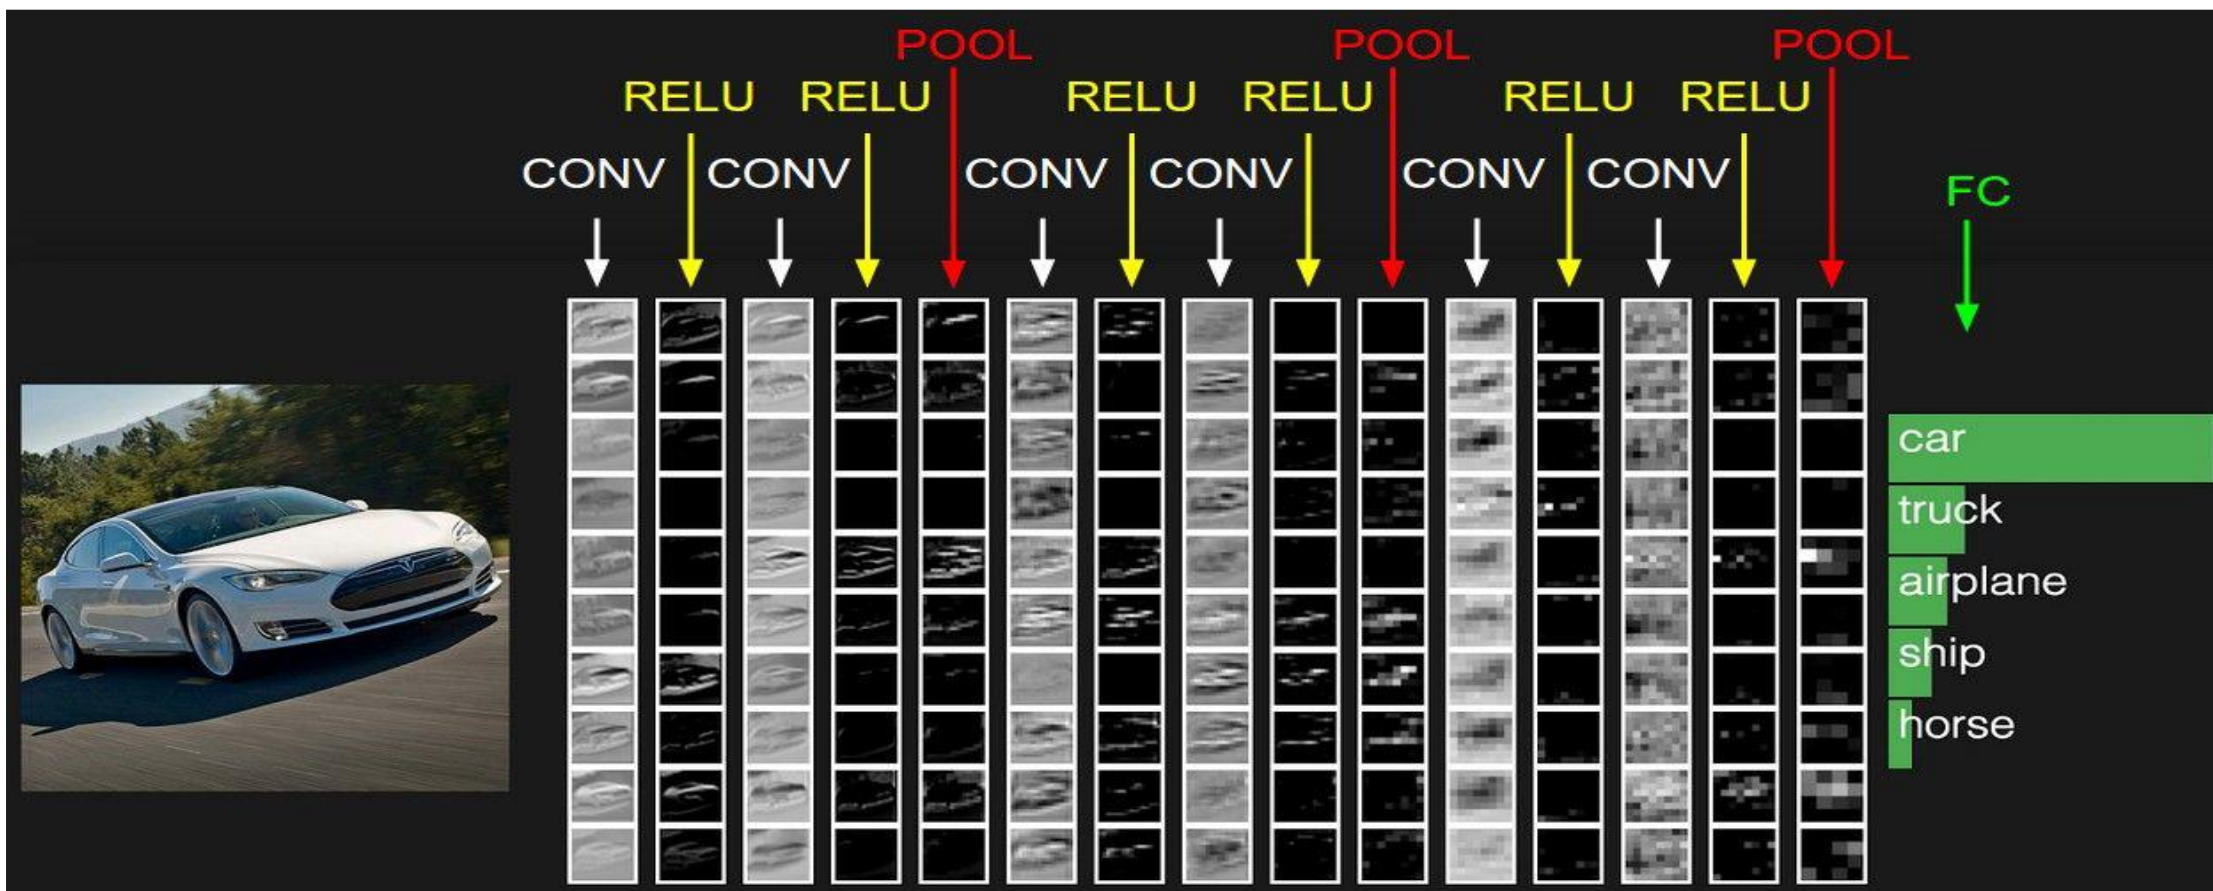 POOL POOL POOL
RELU RELU RELU RELU RELU RELU
CONV CONV CONV CONV CONV CONV
FC
car
truck
airplane
ship
horse